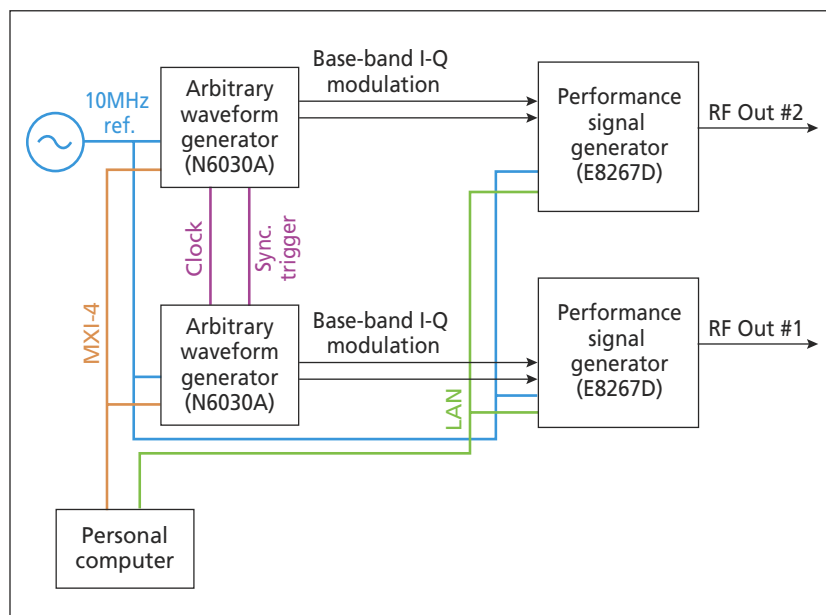 10MHz
ref.
Arbitrary
waveform
generator
(N6030A)
Base-band I-Q
modulation
Performance
signal
generator
(E8267D)
RF Out #2
Clock
Sync.
trigger
MXI-4
Arbitrary
waveform
generator
(N6030A)
Base-band I-Q
modulation
LAN
Performance
signal
generator
(E8267D)
RF Out #1
Personal
computer